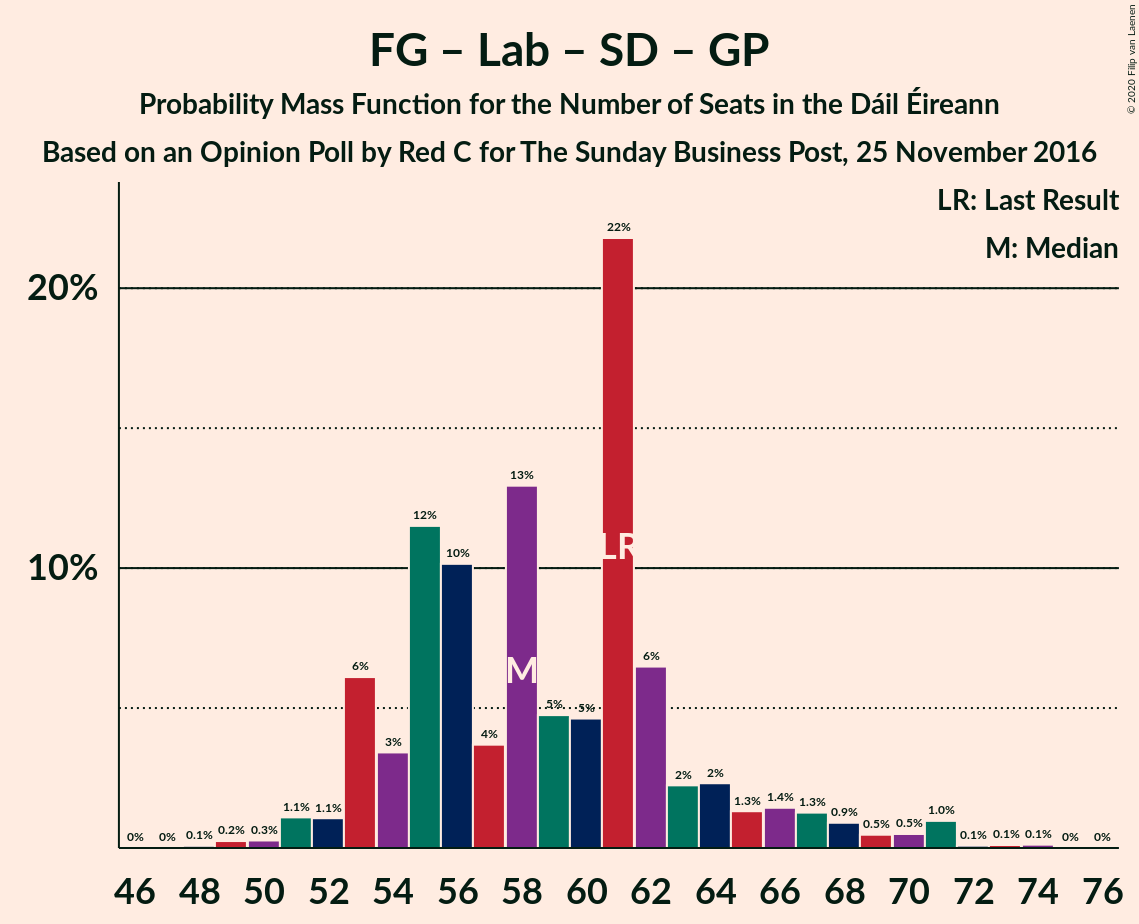 © 2020 Filip van Laenen
FG – Lab – SD – GP
Probability Mass Function for the Number of Seats in the Dáil Éireann
Based on an Opinion Poll by Red C for The Sunday Business Post, 25 November 2016
LR: Last Result
M: Median
20%
10%
0% 0% 0.1% 0.2% 0.3% 1.1% 1.1% 6% 3% 12% 10% 4% 13% 5% 5% 22% 6% 2% 2% 1.3% 1.4% 1.3% 0.9% 0.5% 0.5% 1.0% 0.1% 0.1% 0.1% 0% 0%
LR
M
46 48 50 52 54 56 58 60 62 64 66 68 70 72 74 76